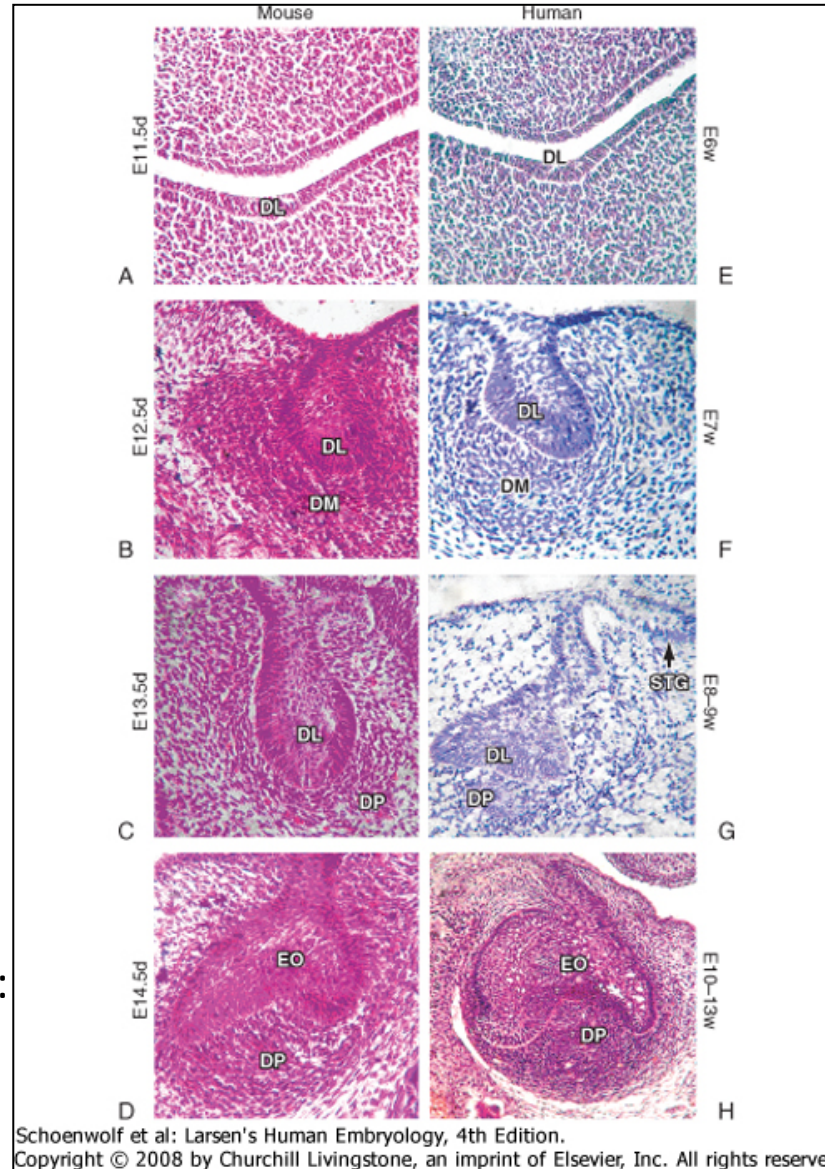 Mouse Human
E11.5d
DL
A
DL
E6w
E
E12.5d
DL
DM
B
DL
DM
E7w
F
E13.5d
DL
DP
C
STG
DL
DP
E8–9w
G
:
E14.5d
EO
DP
D
EO
DP
E10–13w
H
Schoenwolf et al: Larsen's Human Embryology, 4th Edition.
Copyright © 2008 by Churchill Livingstone, an imprint of Elsevier, Inc. All rights reserve